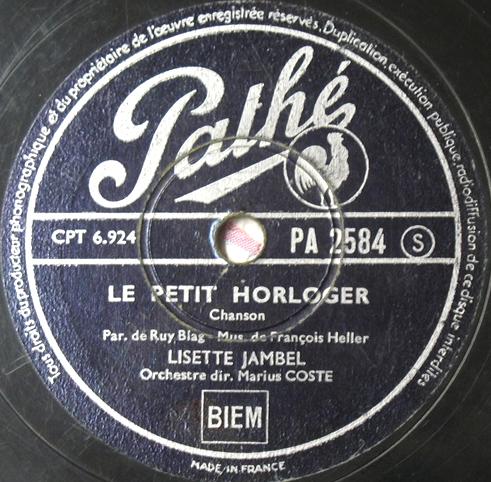 Tous droits du producteur phonographique et du propriétaire de l'œuvre enregistrée réservés. Duplication, exécution publique, radiodiffusion de ce disque interdites
Pathé
CPT 6.924
PA 2584 S
LE PETIT HORLOGER
Chanson
Par. de Ruy Blag - Mus. de François Heller
LISETTE JAMBEL
Orchestre dir. Marius COSTE
BIEM
MADE IN FRANCE